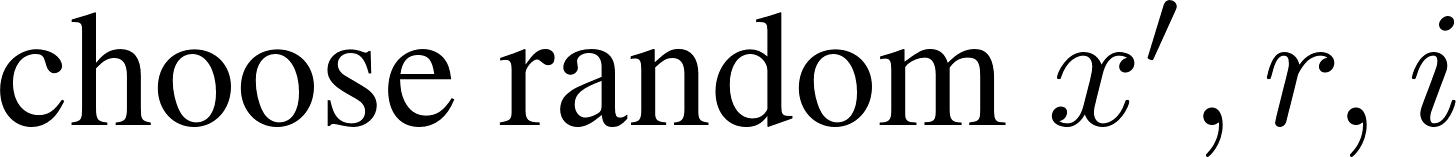 choose random x′, r, i